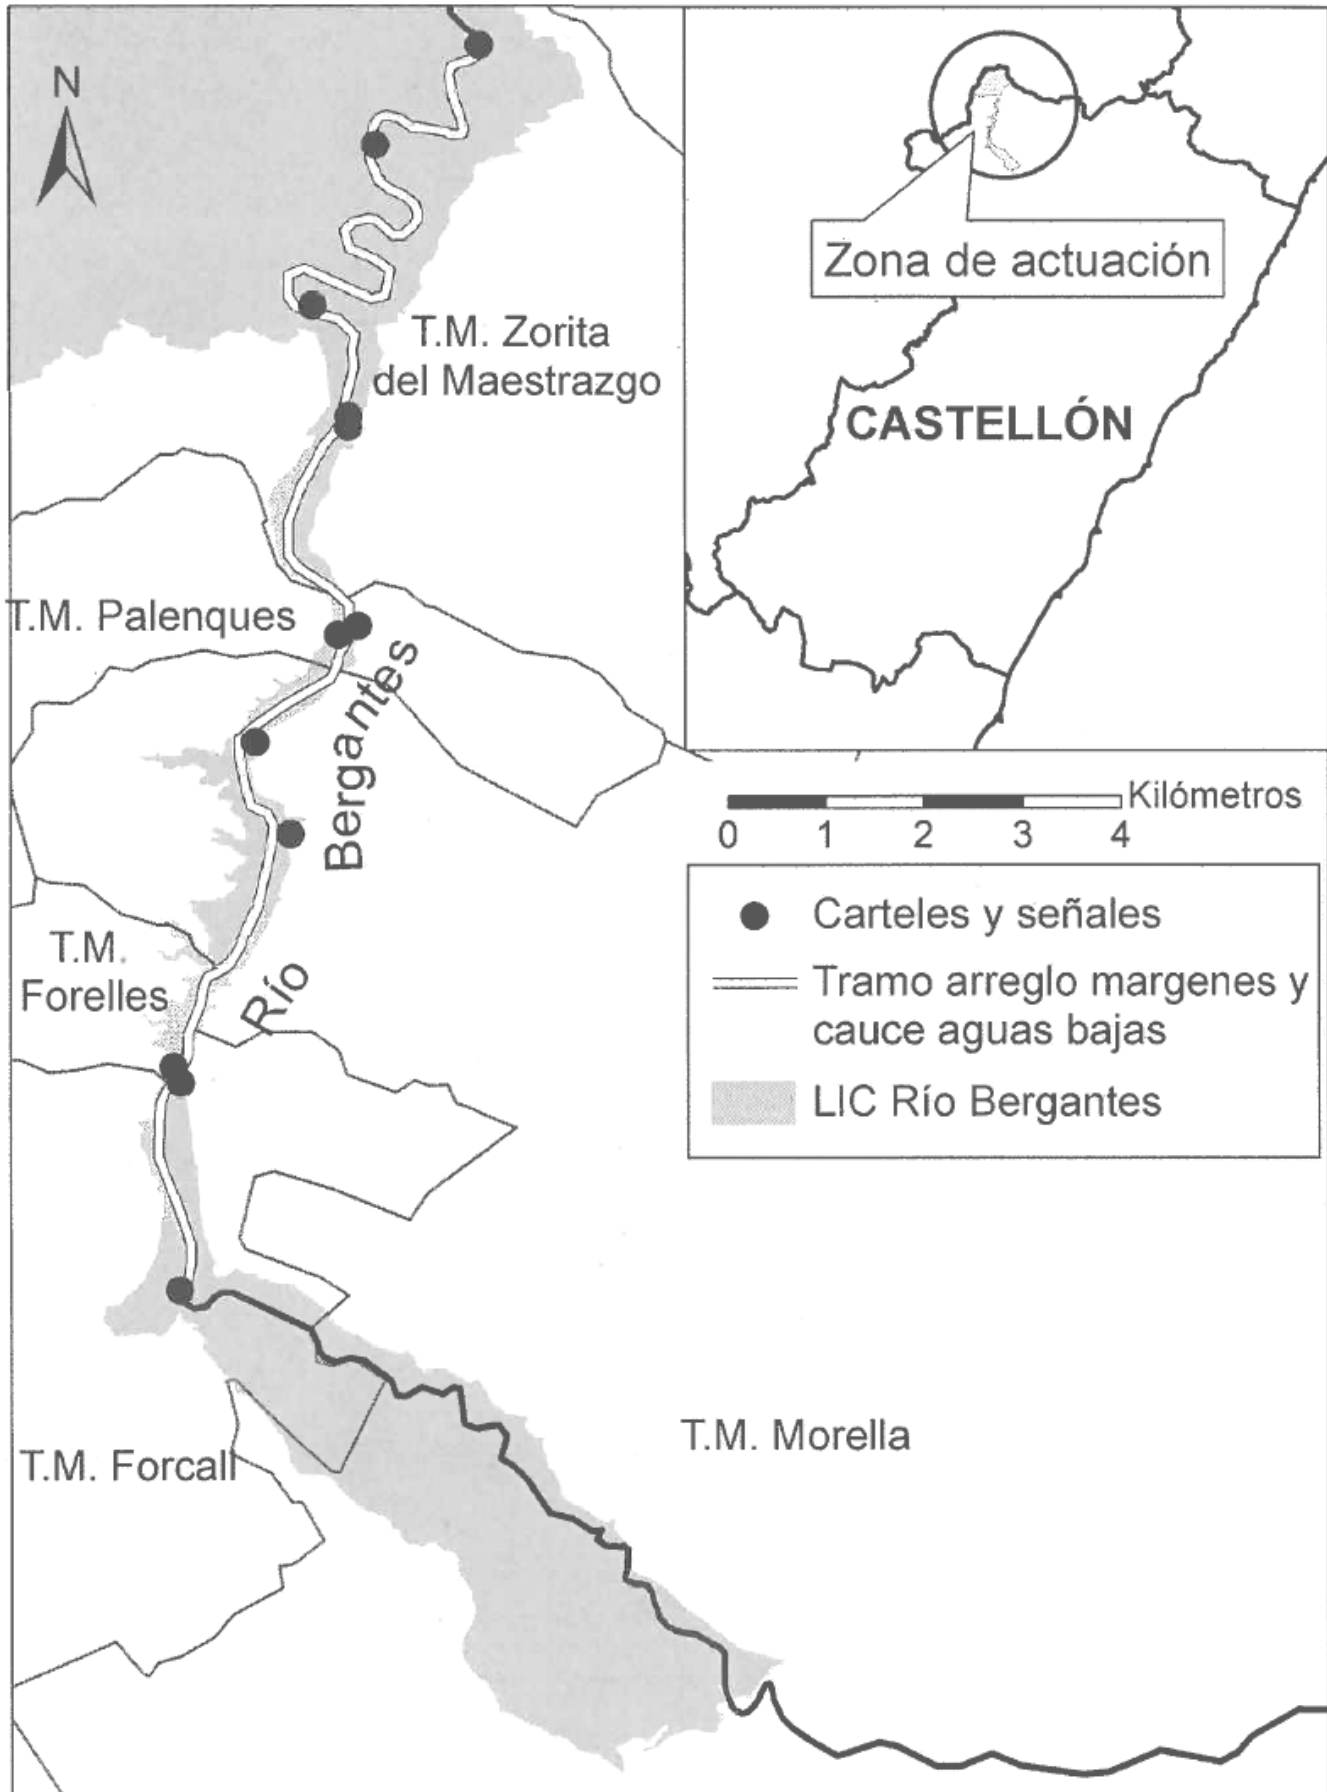 N
T.M. Zorita
del Maestrazgo
T.M. Palenques
Río Bergantes
T.M.
Forelles
T.M. Forcall
T.M. Morella
Zona de actuación
CASTELLÓN
Kilómetros
0 1 2 3 4
Carteles y señales
Tramo arreglo margenes y
cauce aguas bajas
LIC Río Bergantes